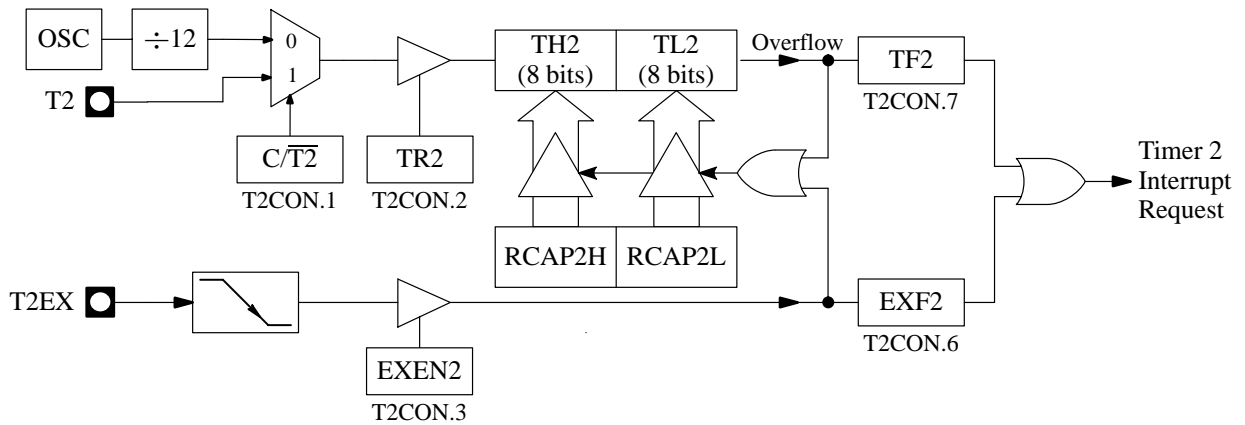 OSC
÷12
0
1
T2
C/T̅2̅
T2CON.1
TR2
T2CON.2
TH2
(8 bits)
TL2
(8 bits)
Overflow
TF2
T2CON.7
RCAP2H
RCAP2L
Timer 2
Interrupt
Request
T2EX
EXEN2
T2CON.3
EXF2
T2CON.6